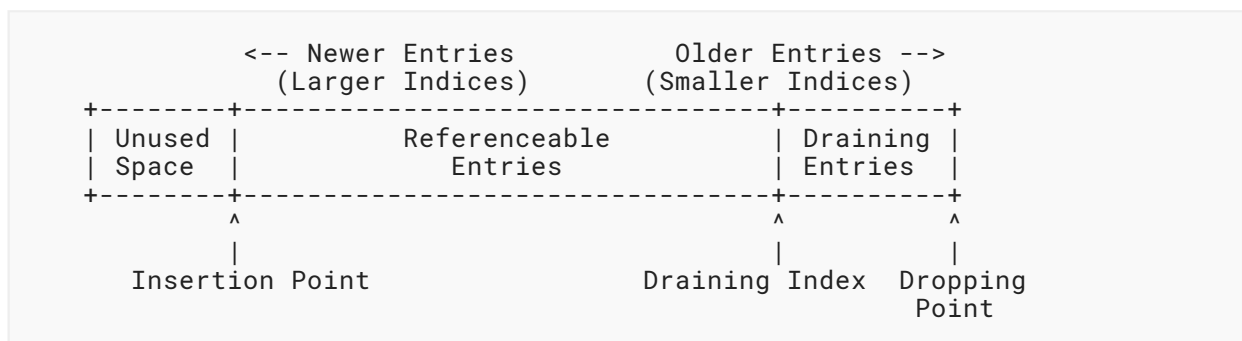 <-- Newer Entries          Older Entries -->
  (Larger Indices)       (Smaller Indices)
+--------+---------------------------------+----------+
| Unused |          Referenceable          | Draining |
| Space  |             Entries             | Entries  |
+--------+---------------------------------+----------+
         ^                                 ^          ^
         |                                 |          |
   Insertion Point                 Draining Index  Dropping
                                                    Point